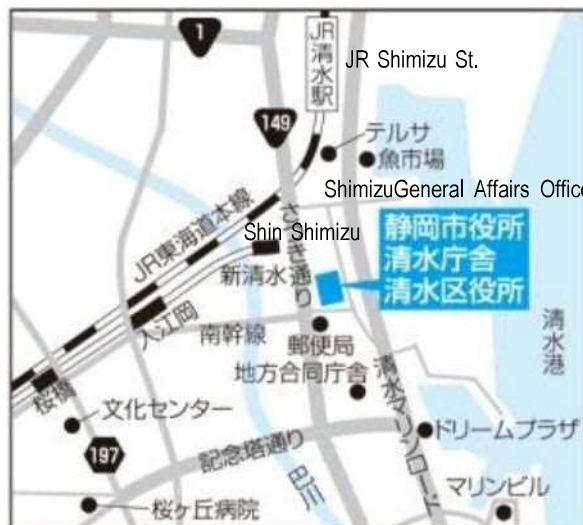 1
JR清水駅
JR Shimizu St.
149
テルサ
魚市場
ShimizuGeneral Affairs Office
JR東海道本線
さつき通り
Shin Shimizu
新清水
静岡市役所
清水庁舎
清水区役所
入江岡
南幹線
郵便局
清水港
地方合同庁舎
桜橋
文化センター
清水マリンロード
ドリームプラザ
197
記念塔通り
巴川
マリンビル
桜ヶ丘病院